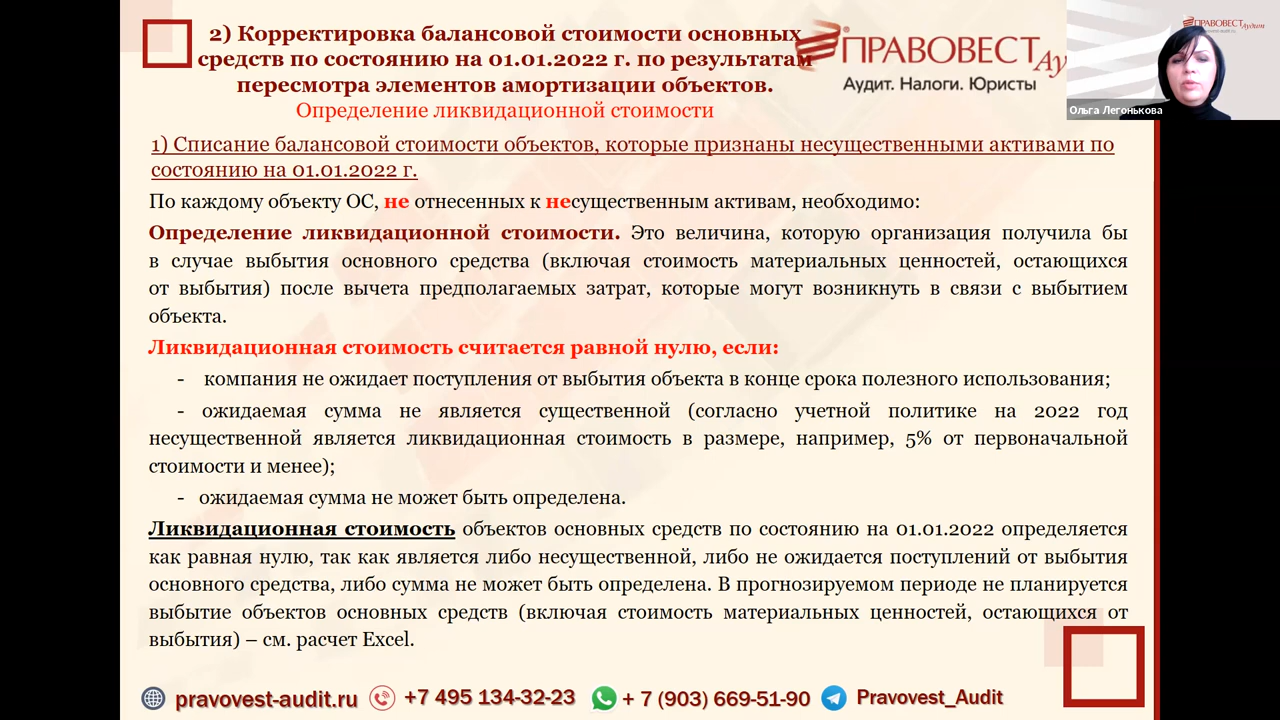 2) Корректировка балансовой стоимости основных
средств по состоянию на 01.01.2022 г. по результатам
пересмотра элементов амортизации объектов.
Определение ликвидационной стоимости
ПРАВОВЕСТ Ау
Аудит. Налоги. Юристы
ПРАВОВЕСТ Аудит
Ольга Легонькова
1) Списание балансовой стоимости объектов, которые признаны несущественными активами по
состоянию на 01.01.2022 г.
По каждому объекту ОС, не отнесенных к несущественным активам, необходимо:
Определение ликвидационной стоимости. Это величина, которую организация получила бы
в случае выбытия основного средства (включая стоимость материальных ценностей, остающихся
от выбытия) после вычета предполагаемых затрат, которые могут возникнуть в связи с выбытием
объекта.
Ликвидационная стоимость считается равной нулю, если:
- компания не ожидает поступления от выбытия объекта в конце срока полезного использования;
- ожидаемая сумма не является существенной (согласно учетной политике на 2022 год
несущественной является ликвидационная стоимость в размере, например, 5% от первоначальной
стоимости и менее);
- ожидаемая сумма не может быть определена.
Ликвидационная стоимость объектов основных средств по состоянию на 01.01.2022 определяется
как равная нулю, так как является либо несущественной, либо не ожидается поступлений от выбытия
основного средства, либо сумма не может быть определена. В прогнозируемом периоде не планируется
выбытие объектов основных средств (включая стоимость материальных ценностей, остающихся от
выбытия) – см. расчет Excel.
pravovest-audit.ru
+7 495 134-32-23
+ 7 (903) 669-51-90
Pravovest_Audit